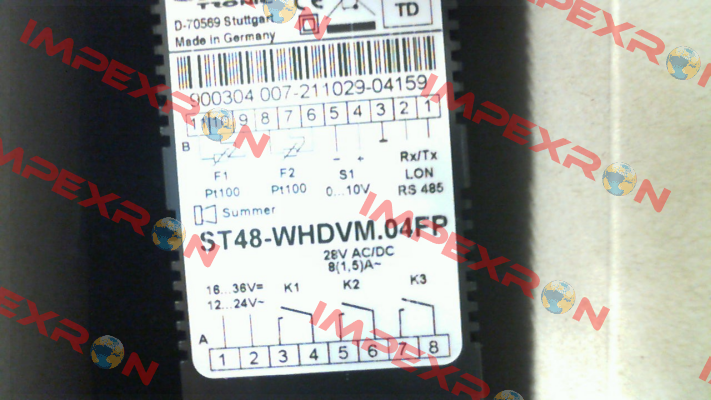 TRONIC CE
D-70569 Stuttgart
TD
Made in Germany
900304 007-211029-04159
11 10 9 8 7 6 5 4 3 2 1
B
- + ⊥ Rx/Tx
F1 F2 S1 LON
Pt100 Pt100 0...10V RS 485
Summer
ST48-WHDVM.04FP
28V AC/DC
8(1,5)A~
16...36V= K1 K2 K3
12...24V~
A
1 2 3 4 5 6 7 8
IMPEXRON
IMPEXRON
IMPEXRON
IMPEXRON
IMPEXRON
IMPEXRON